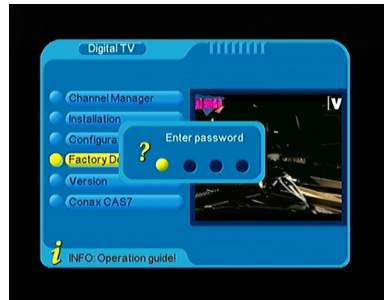 Digital TV
Channel Manager
Installation
Configura
Enter password
?
Factory De
Version
Conax CAS7
i INFO: Operation guide!